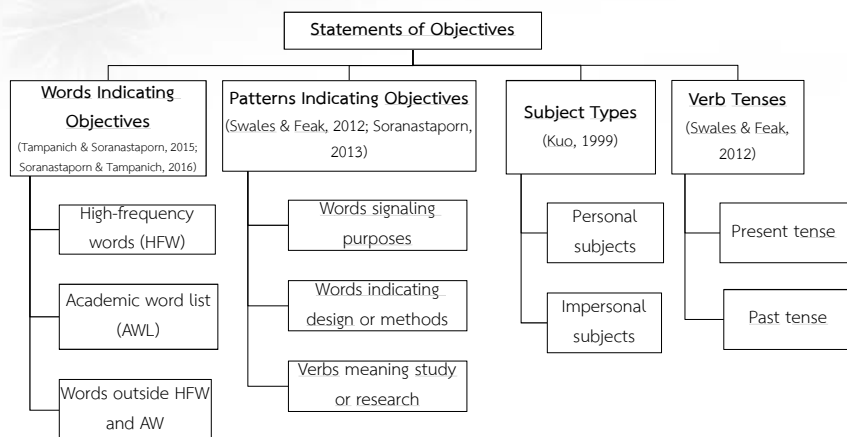 Statements of Objectives
Words Indicating
Objectives
(Tampanich & Soranastaporn, 2015;
Soranastaporn & Tampanich, 2016)
High-frequency
words (HFW)
Academic word list
(AWL)
Words outside HFW
and AW
Patterns Indicating Objectives
(Swales & Feak, 2012; Soranastaporn,
2013)
Words signaling
purposes
Words indicating
design or methods
Verbs meaning study
or research
Subject Types
(Kuo, 1999)
Personal
subjects
Impersonal
subjects
Verb Tenses
(Swales & Feak,
2012)
Present tense
Past tense